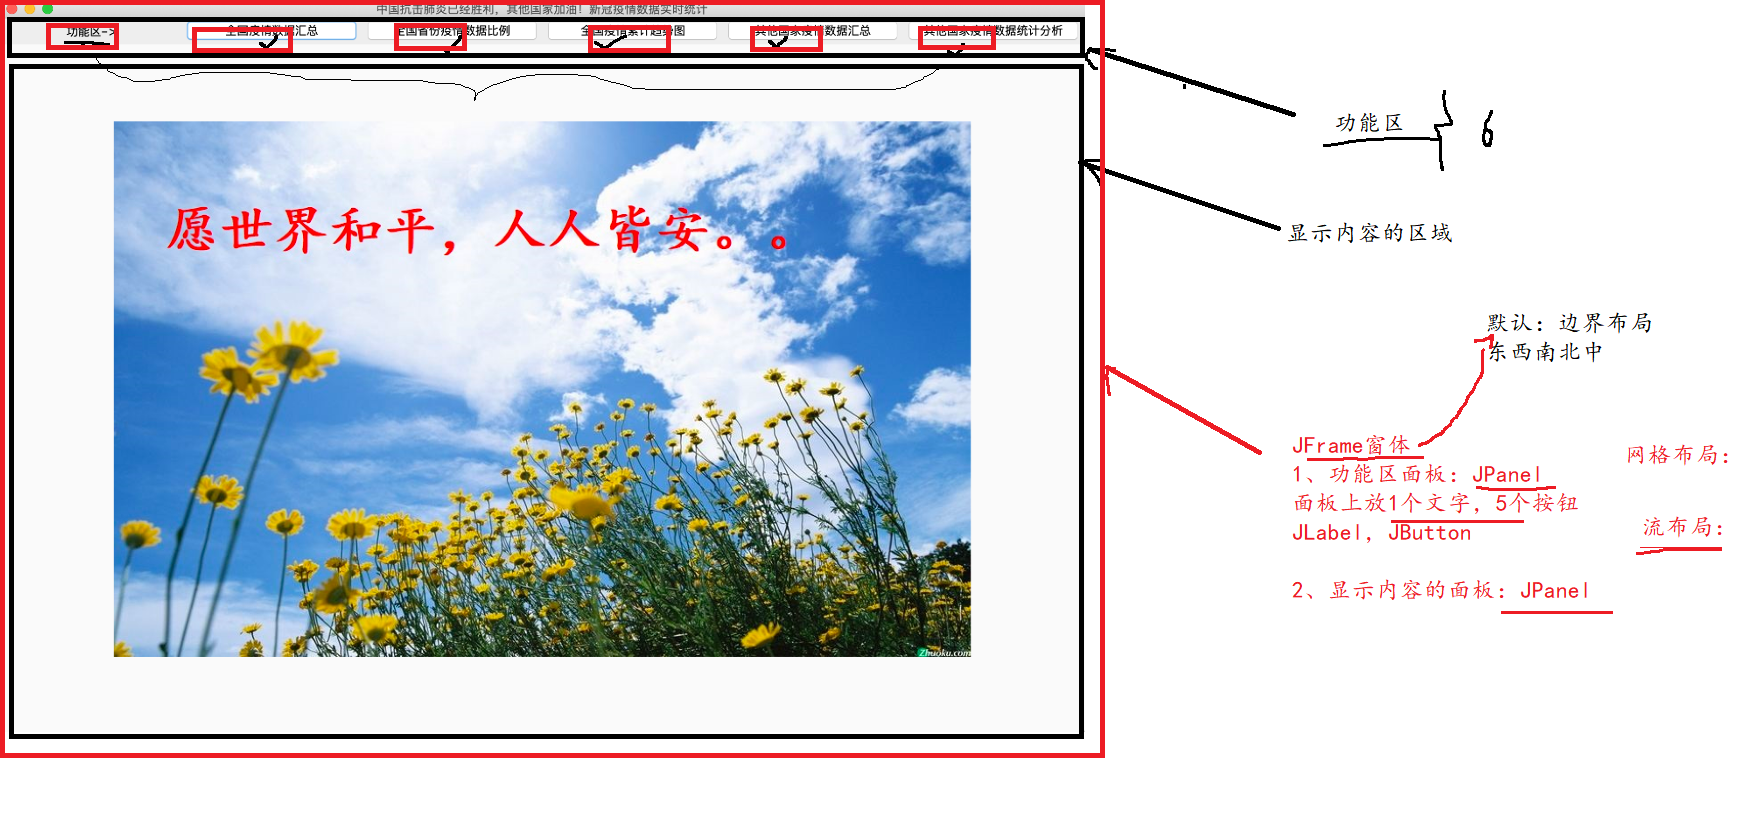 中国抗击肺炎已经胜利，其他国家加油！新冠疫情数据实时统计
功能区->
全国疫情数据汇总
全国省份疫情数据比例
全国疫情累计趋势图
其他国家疫情数据汇总
其他国家疫情数据统计分析
功能区
6
显示内容的区域
愿世界和平，人人皆安。。
默认：边界布局
东西南北中
JFrame窗体
1、功能区面板：JPanel
面板上放1个文字，5个按钮
JLabel，JButton
2、显示内容的面板：JPanel
网格布局：
流布局：
Zhuoku.com